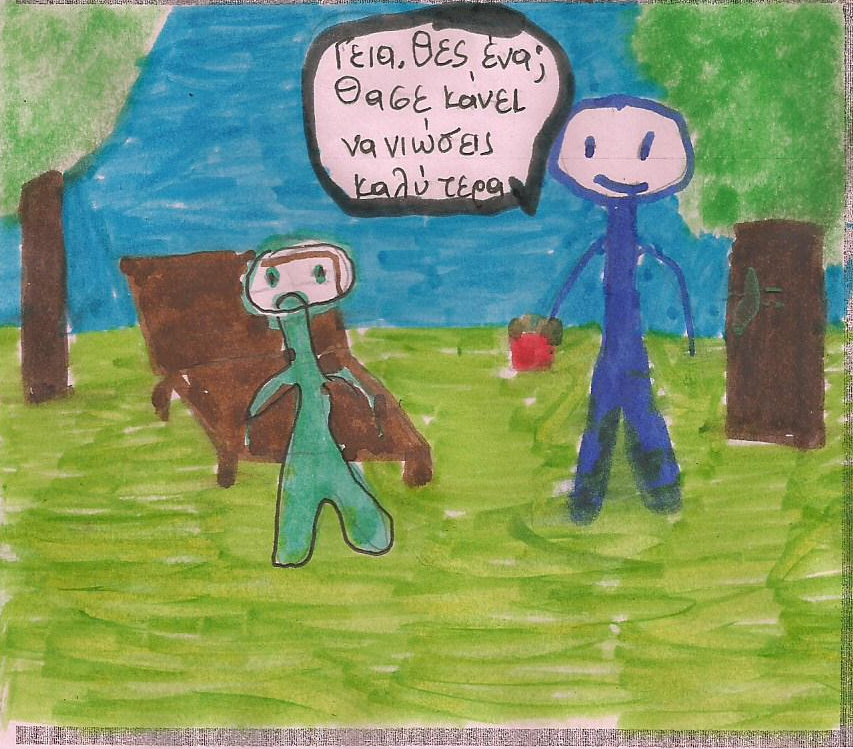 Γεια. Θες ένα;
Θα σε κάνει
να νιώσεις
καλύτερα